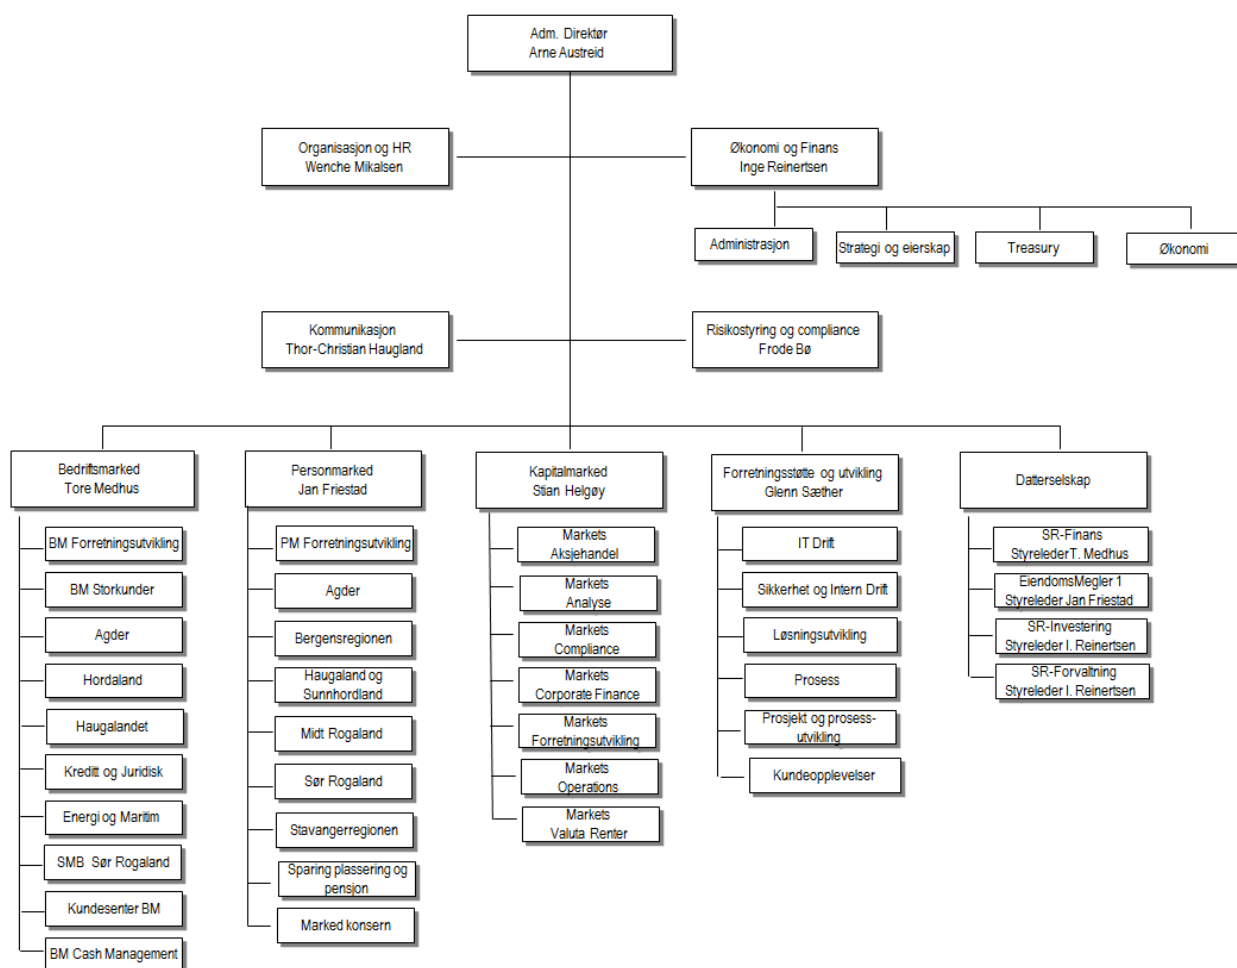 Adm. Direktør
Arne Austreid
Organisasjon og HR
Wenche Mikalsen
Økonomi og Finans
Inge Reinertsen
Administrasjon
Strategi og eierskap
Treasury
Økonomi
Kommunikasjon
Thor-Christian Haugland
Risikostyring og compliance
Frode Bø
Bedriftsmarked
Tore Medhus
BM Forretningsutvikling
BM Storkunder
Agder
Hordaland
Haugalandet
Kreditt og Juridisk
Energi og Maritim
SMB Sør Rogaland
Kundesenter BM
BM Cash Management
Personmarked
Jan Friestad
PM Forretningsutvikling
Agder
Bergensregionen
Haugaland og
Sunnhordland
Midt Rogaland
Sør Rogaland
Stavangerregionen
Sparing plassering og
pensjon
Marked konsern
Kapitalmarked
Stian Helgøy
Markets
Aksjehandel
Markets
Analyse
Markets
Compliance
Markets
Corporate Finance
Markets
Forretningsutvikling
Markets
Operations
Markets
Valuta Renter
Forretningsstøtte og utvikling
Glenn Sæther
IT Drift
Sikkerhet og Intern Drift
Løsningsutvikling
Prosess
Prosjekt og prosess-
utvikling
Kundeopplevelser
Datterselskap
SR-Finans
Styreleder T. Medhus
EiendomsMegler 1
Styreleder Jan Friestad
SR-Investering
Styreleder I. Reinertsen
SR-Forvaltning
Styreleder I. Reinertsen